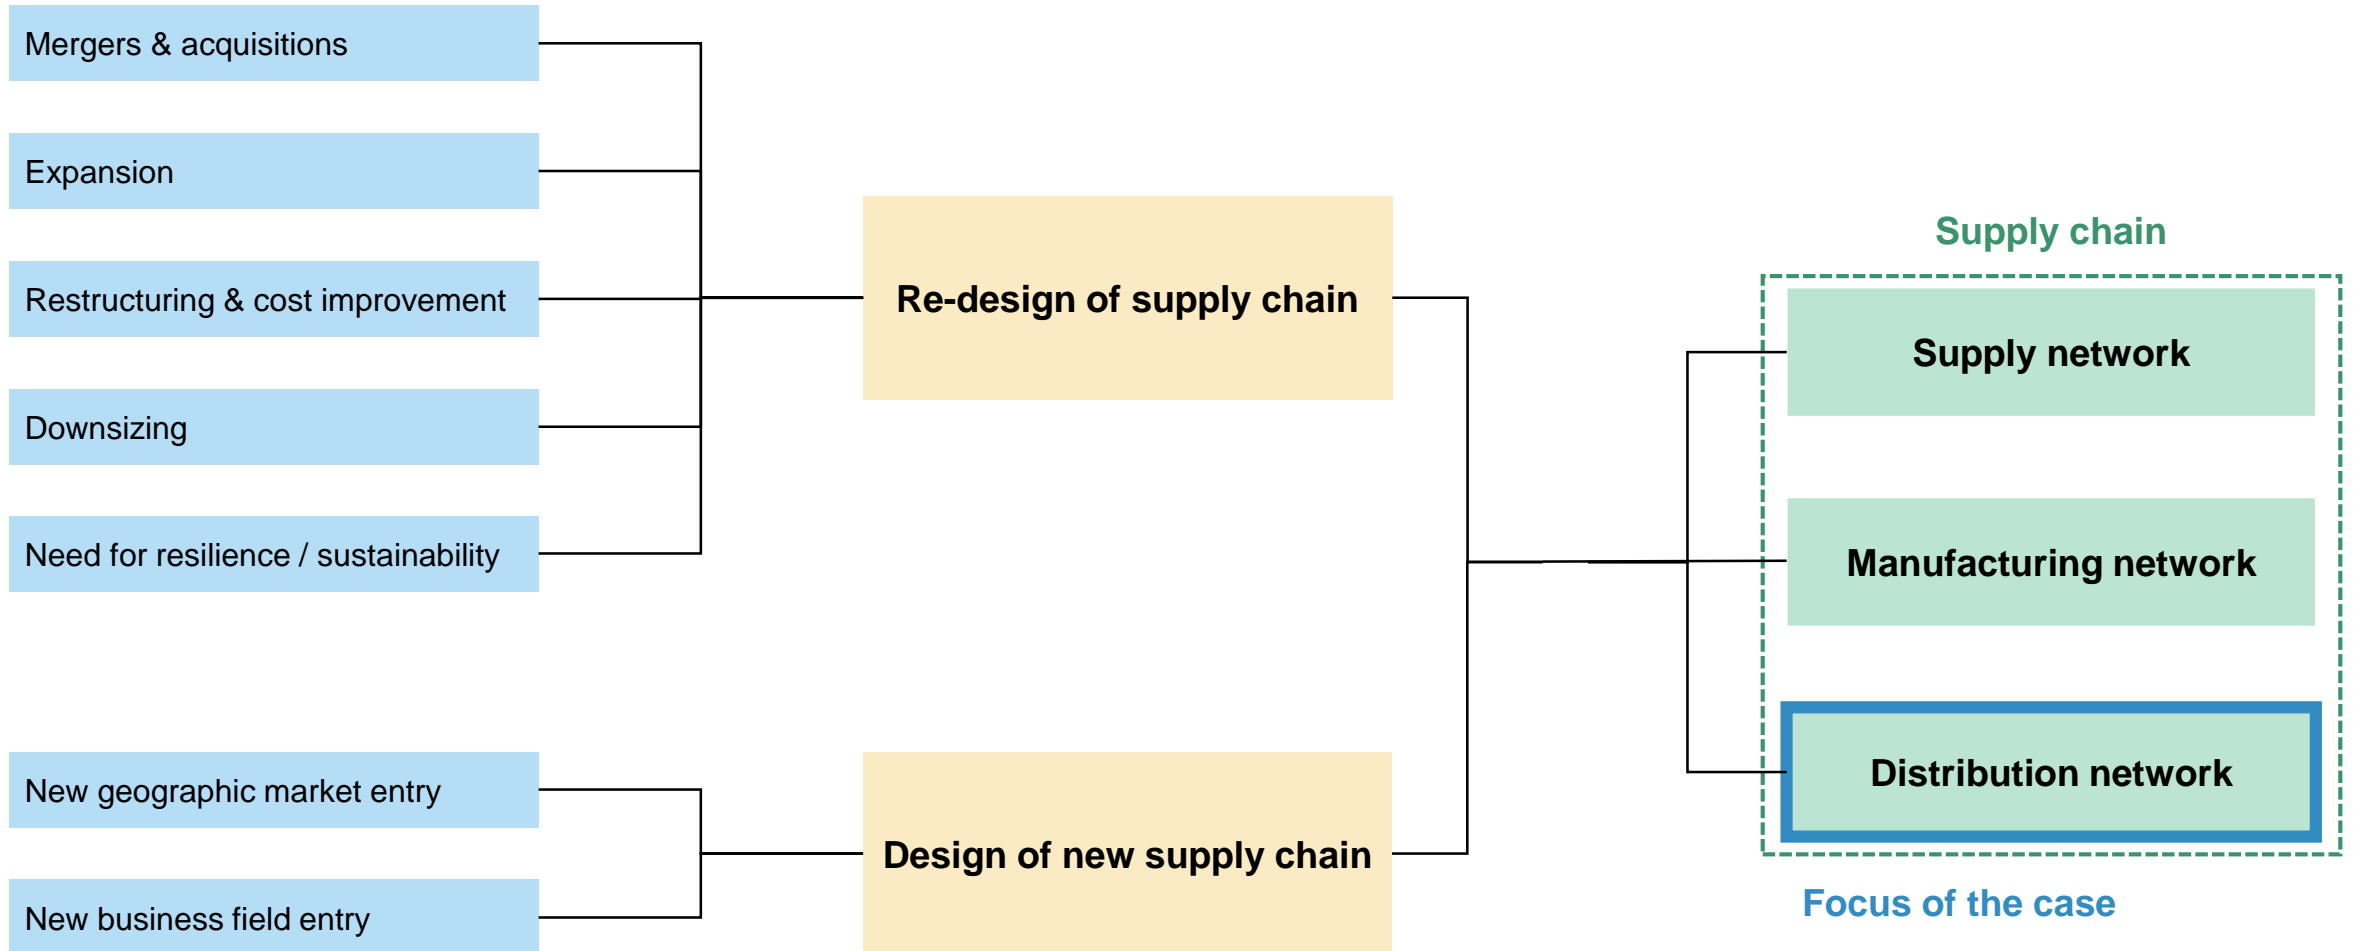 Mergers & acquisitions
Expansion
Restructuring & cost improvement
Downsizing
Need for resilience / sustainability
New geographic market entry
New business field entry
Re-design of supply chain
Design of new supply chain
Supply chain
Supply network
Manufacturing network
Distribution network
Focus of the case